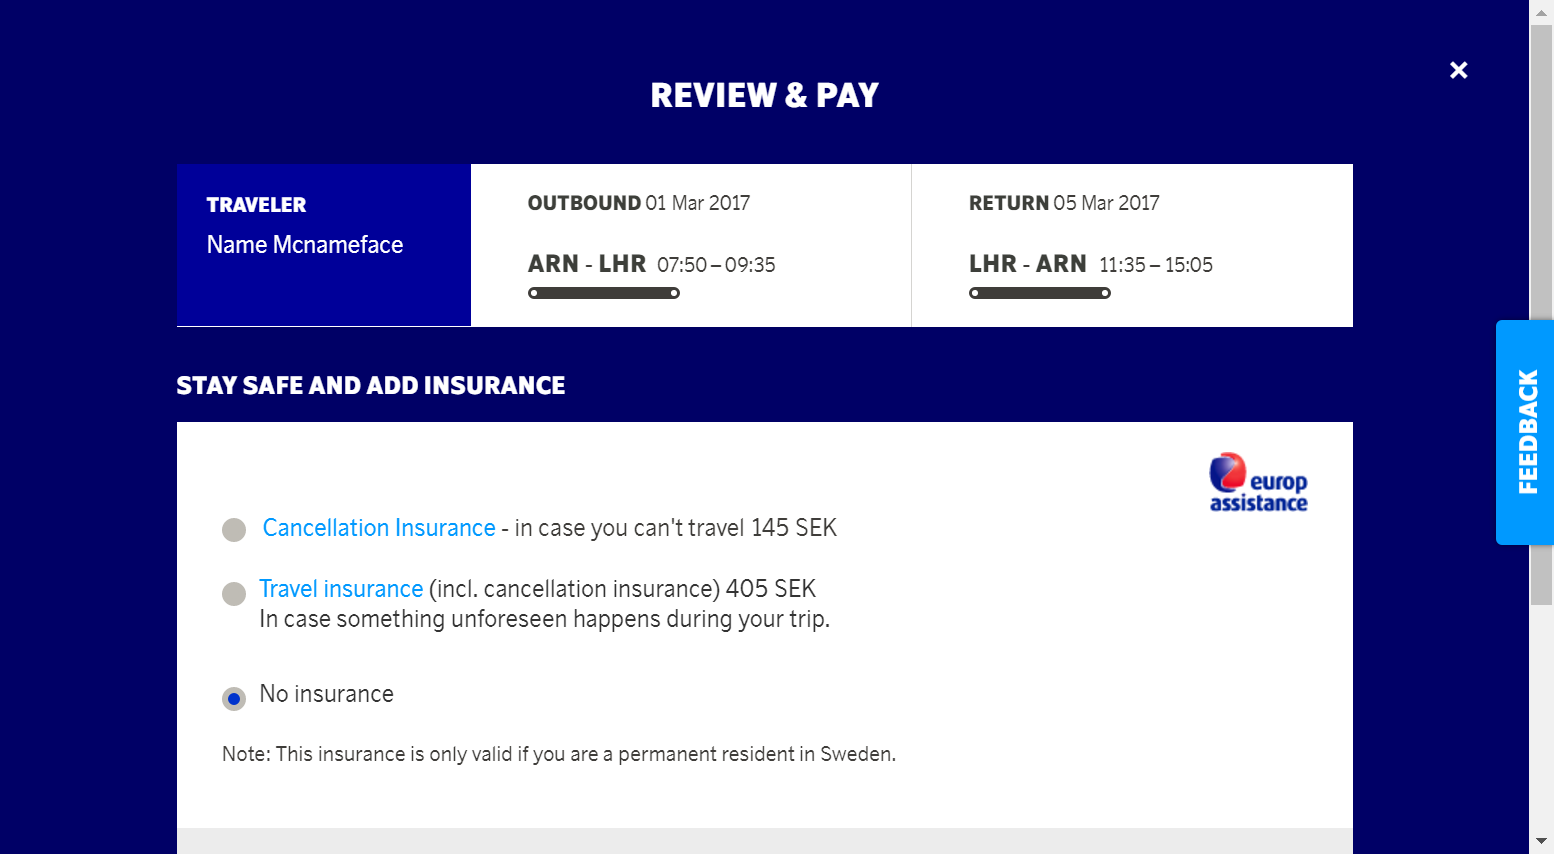 REVIEW & PAY
TRAVELER
Name Mcnameface
OUTBOUND 01 Mar 2017
ARN - LHR 07:50 – 09:35
RETURN 05 Mar 2017
LHR - ARN 11:35 – 15:05
STAY SAFE AND ADD INSURANCE
europ
assistance
Cancellation Insurance - in case you can't travel 145 SEK
Travel insurance (incl. cancellation insurance) 405 SEK
In case something unforeseen happens during your trip.
No insurance
Note: This insurance is only valid if you are a permanent resident in Sweden.
FEEDBACK